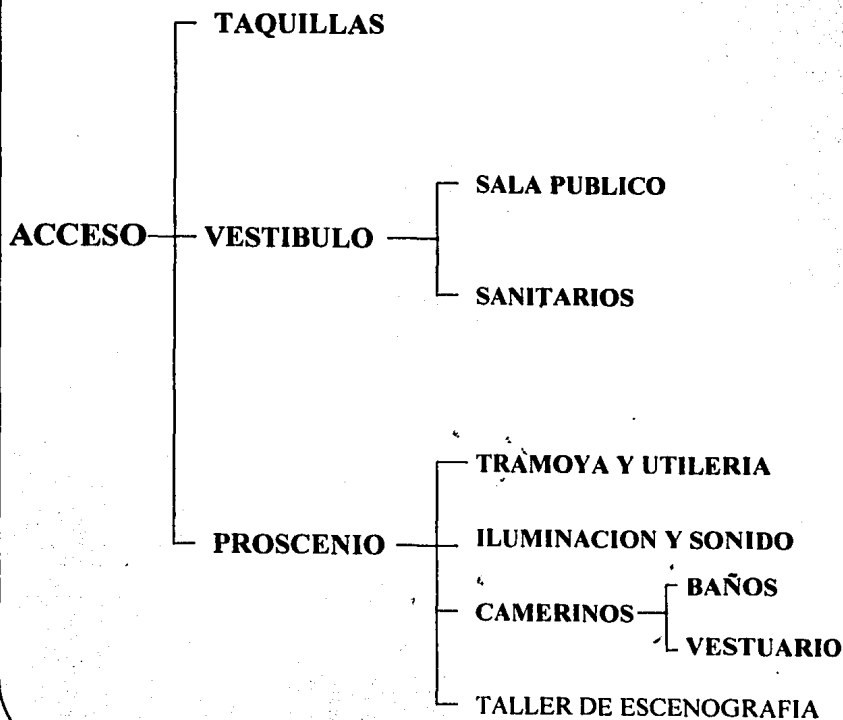 TAQUILLAS
SALA PUBLICO
ACCESO VESTIBULO
SANITARIOS
TRAMOYA Y UTILERIA
PROSCENIO ILUMINACION Y SONIDO
BAÑOS
CAMERINOS
VESTUARIO
TALLER DE ESCENOGRAFIA